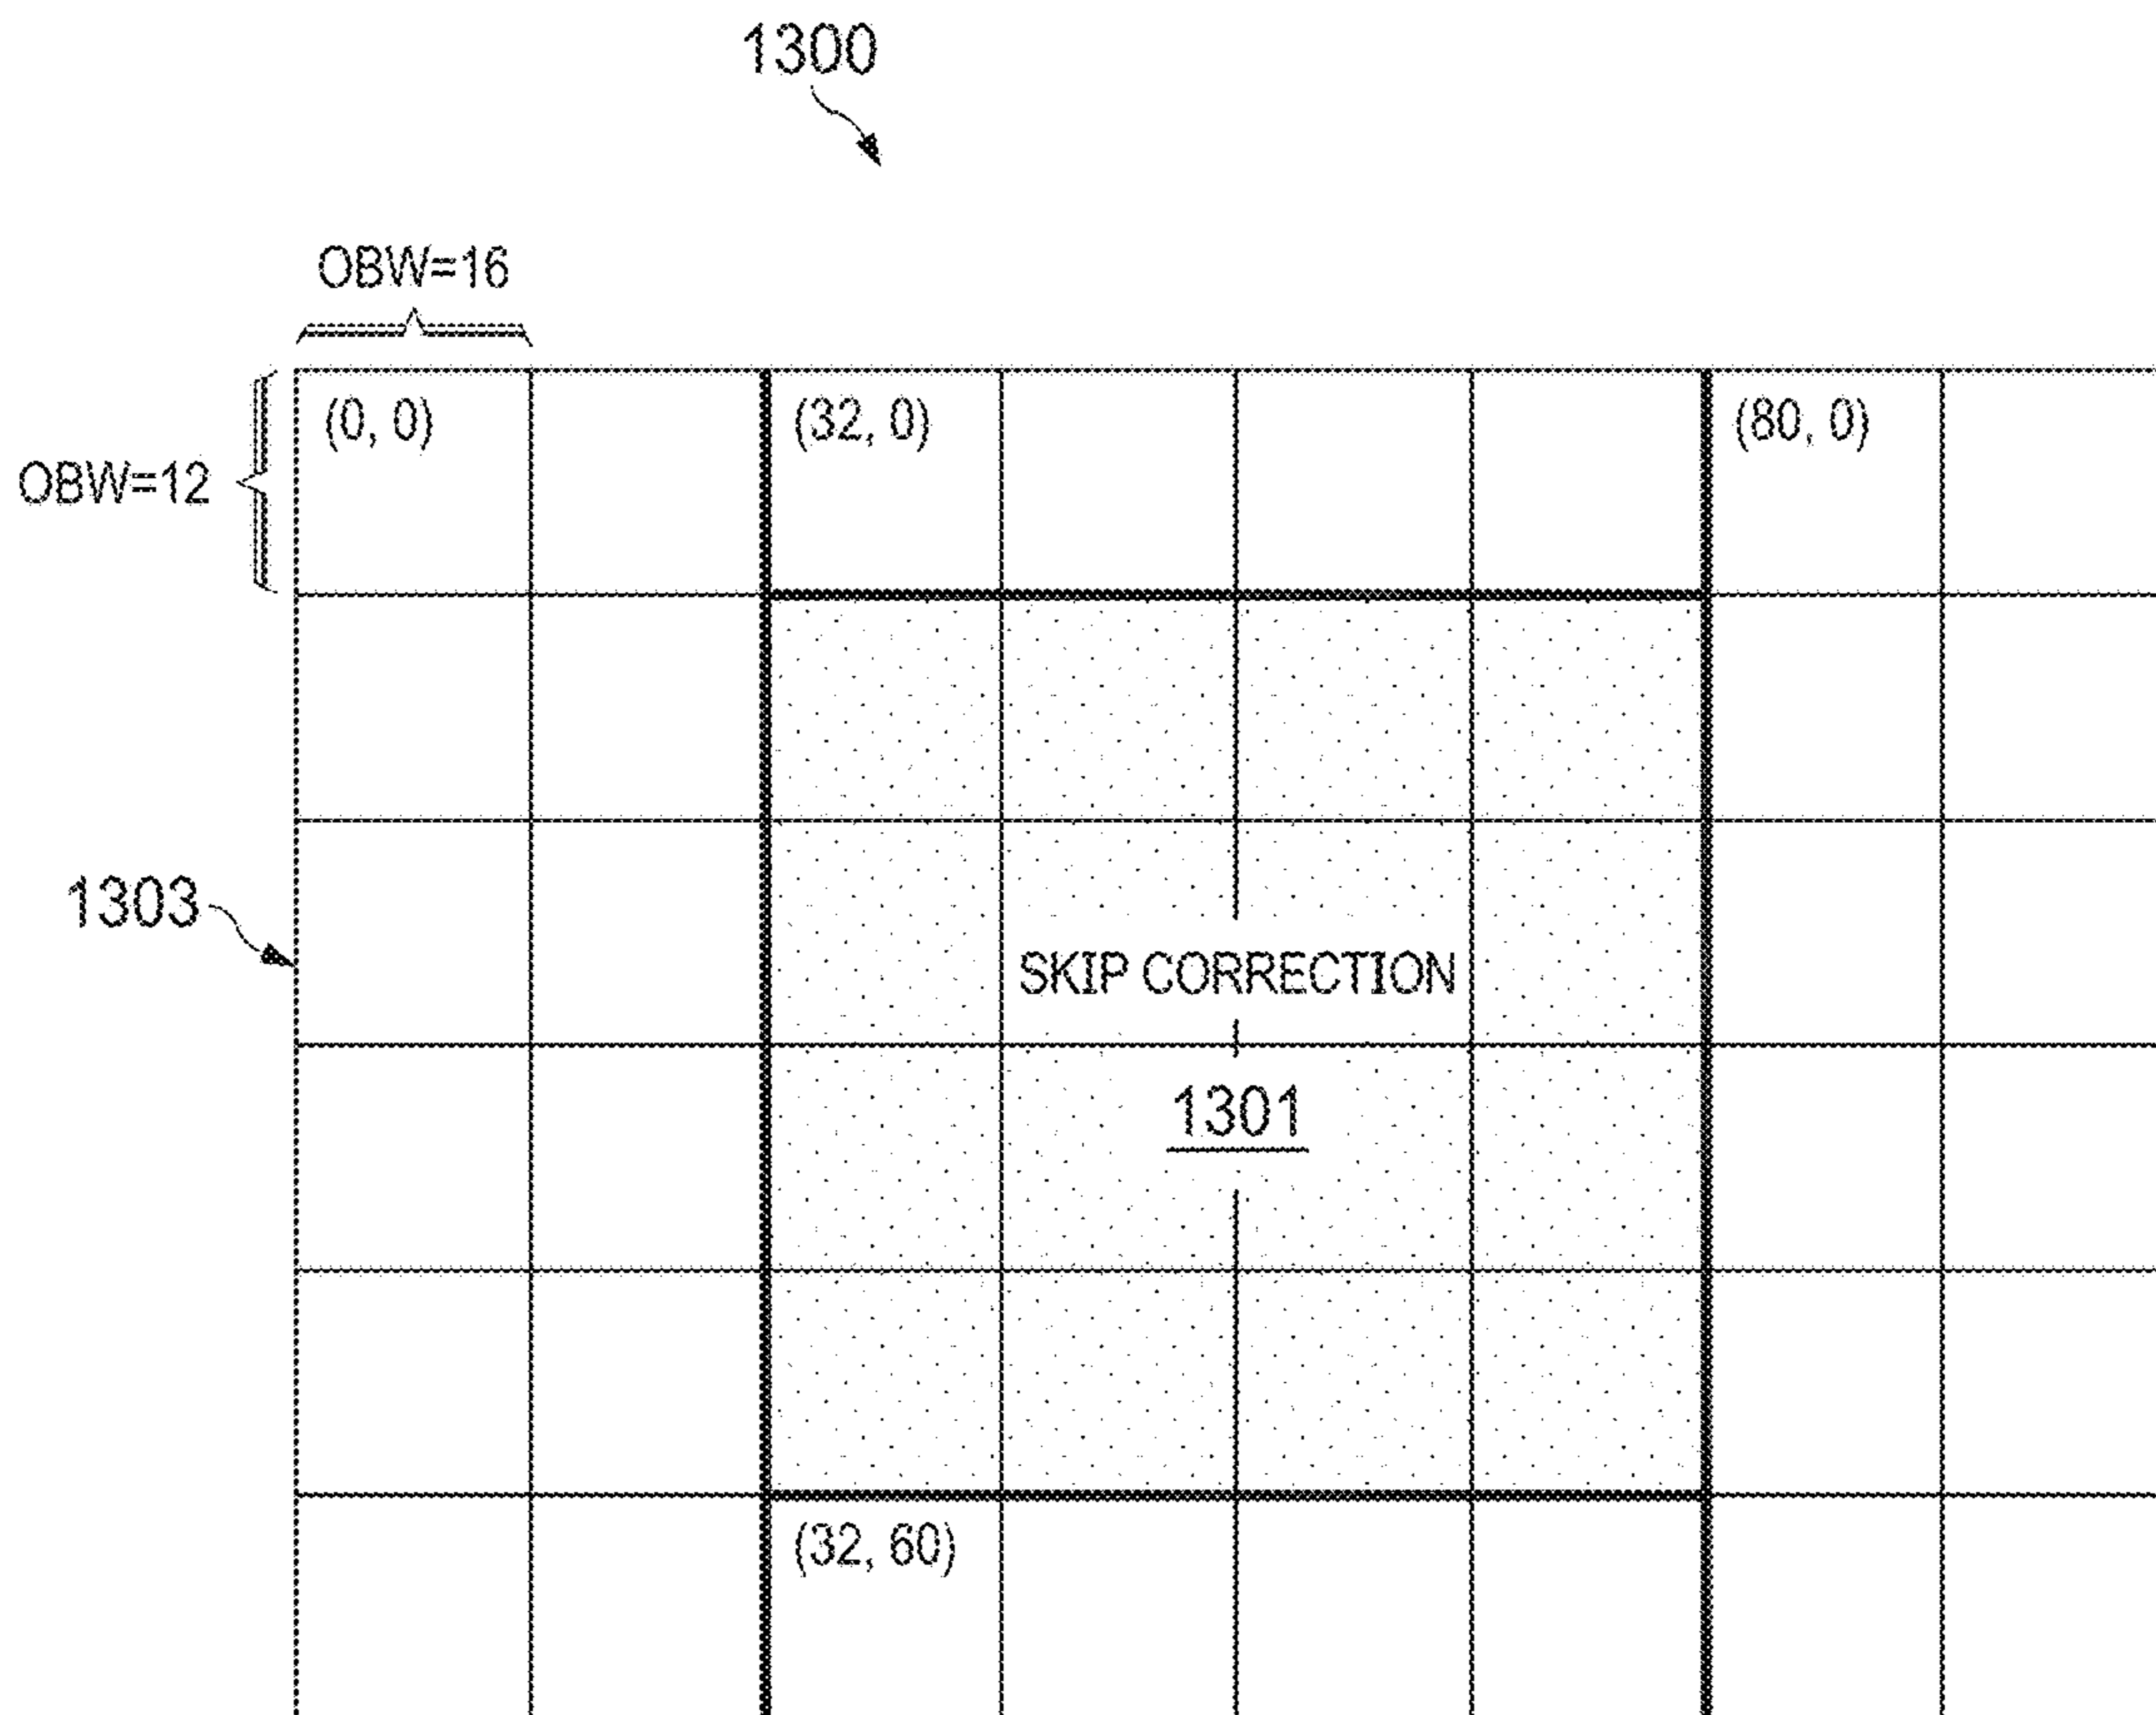 1300
OBW=16
(0, 0)
(32, 0)
(80, 0)
OBW=12
1303
SKIP CORRECTION
1301
(32, 60)